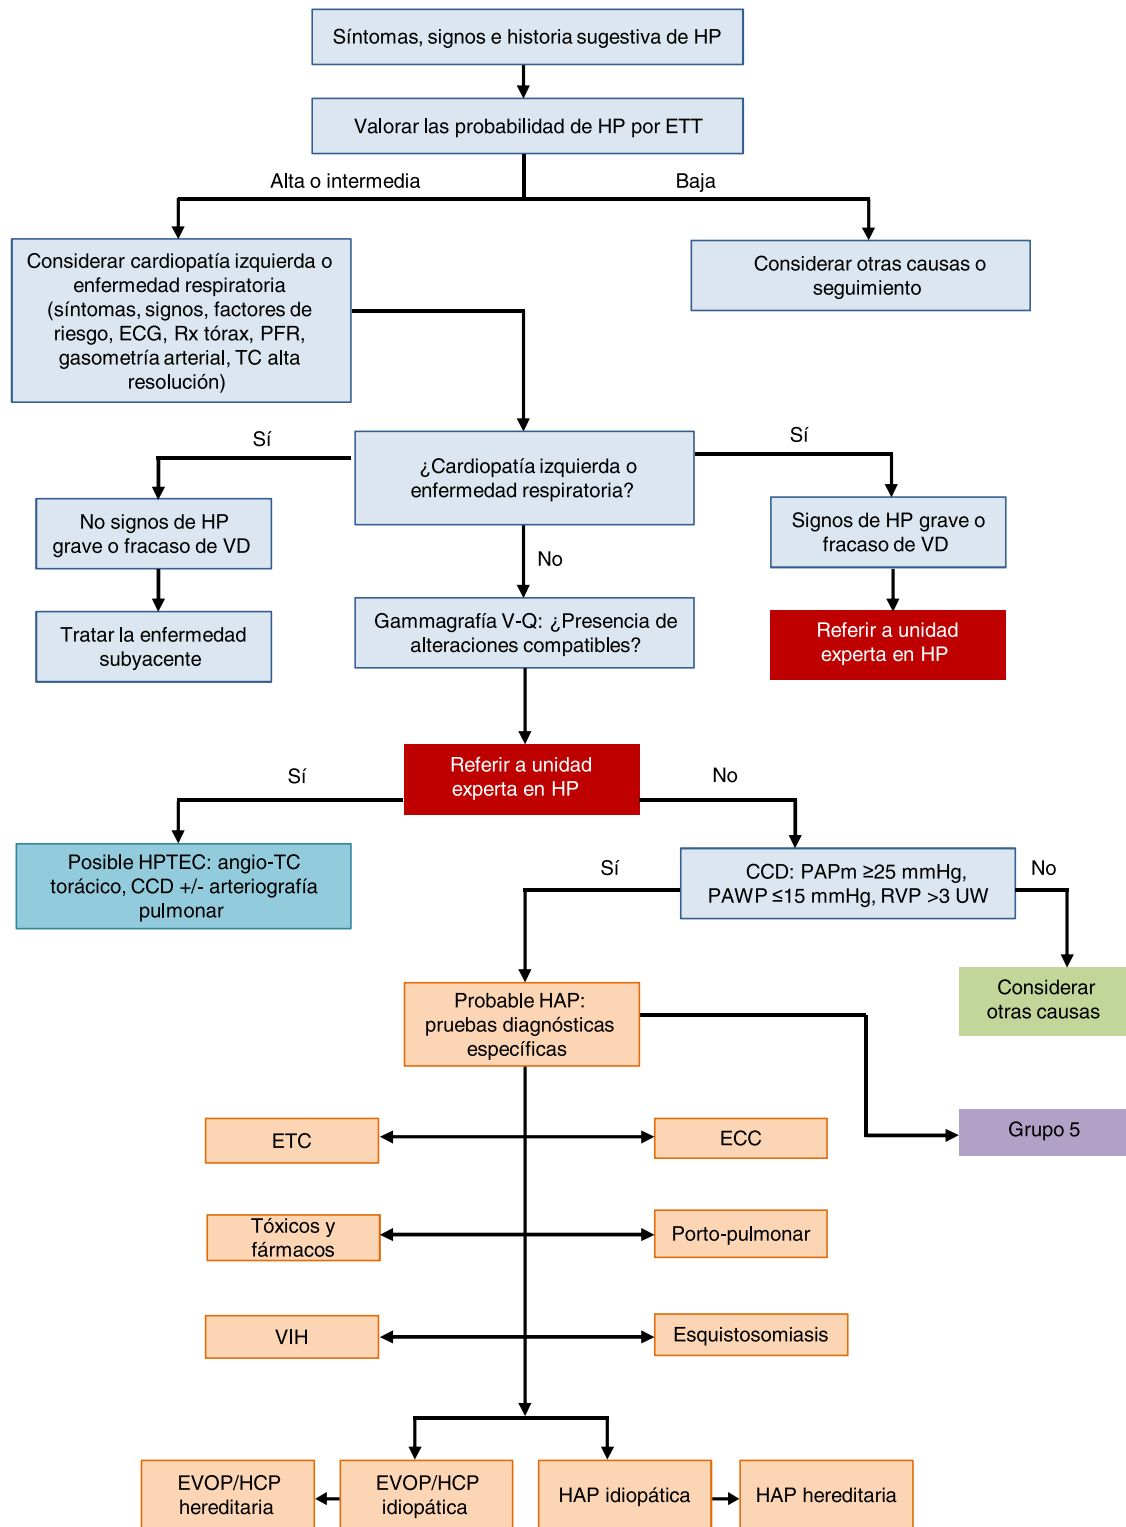 Síntomas, signos e historia sugestiva de HP
Valorar las probabilidad de HP por ETT
Alta o intermedia
Baja
Considerar cardiopatía izquierda o
enfermedad respiratoria
(síntomas, signos, factores de
riesgo, ECG, Rx tórax, PFR,
gasometría arterial, TC alta
resolución)
Considerar otras causas o
seguimiento
Sí
¿Cardiopatía izquierda o
enfermedad respiratoria?
Sí
No signos de HP
grave o fracaso de VD
Signos de HP grave o
fracaso de VD
No
Tratar la enfermedad
subyacente
Gammagrafía V-Q: ¿Presencia de
alteraciones compatibles?
Referir a unidad
experta en HP
Sí
Referir a unidad
experta en HP
No
Posible HPTEC: angio-TC
torácico, CCD +/- arteriografía
pulmonar
Sí
CCD: PAPm ≥25 mmHg,
PAWP ≤15 mmHg, RVP >3 UW
No
Probable HAP:
pruebas diagnósticas
específicas
Considerar
otras causas
ETC
ECC
Grupo 5
Tóxicos y
fármacos
Porto-pulmonar
VIH
Esquistosomiasis
EVOP/HCP
hereditaria
EVOP/HCP
idiopática
HAP idiopática
HAP hereditaria